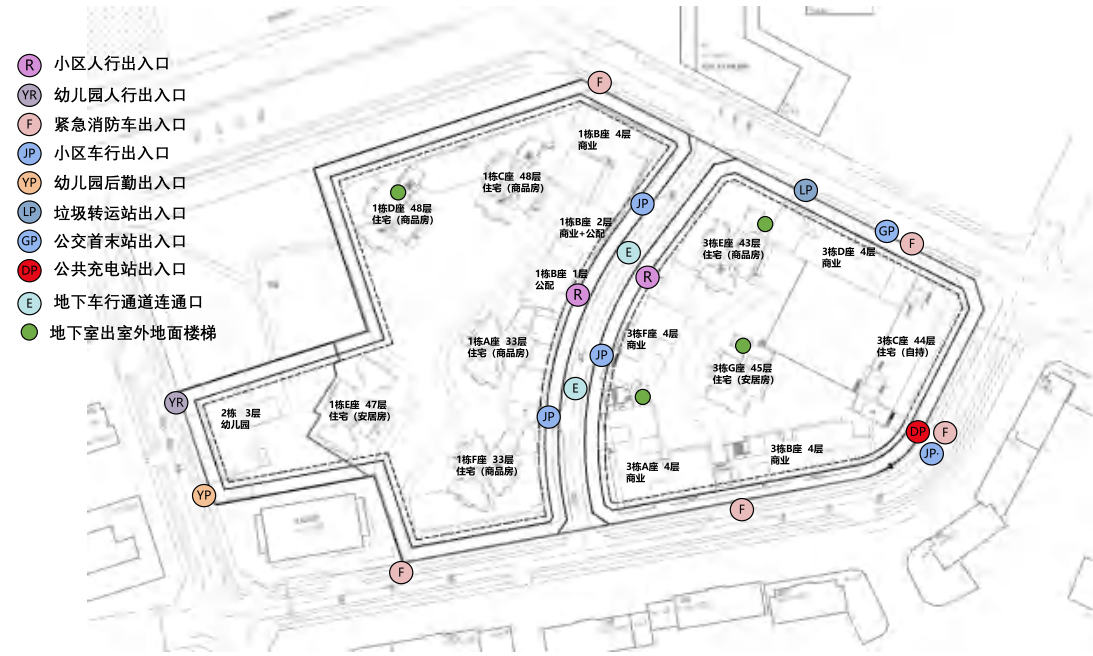 R 小区人行出入口
YR 幼儿园人行出入口
F 紧急消防车出入口
JP 小区车行出入口
YP 幼儿园后勤出入口
LP 垃圾转运站出入口
GP 公交首末站出入口
DP 公共充电站出入口
E 地下车行通道连通口
地下室出室外地面楼梯
F
1栋B座 4层
商业
1栋C座 48层
住宅（商品房）
1栋D座 48层
住宅（商品房）
JP
LP
1栋B座 2层
商业+公配
E
GP
F
3栋E座 43层
住宅（商品房）
3栋D座 4层
商业
1栋B座 1层
公配
R
R
3栋F座 4层
商业
1栋A座 33层
住宅（商品房）
JP
3栋C座 44层
住宅（自持）
3栋G座 45层
住宅（安居房）
E
YR
2栋 3层
幼儿园
1栋E座 47层
住宅（安居房）
JP
DP
F
JP
1栋F座 33层
住宅（商品房）
3栋A座 4层
商业
3栋B座 4层
商业
YP
F
F